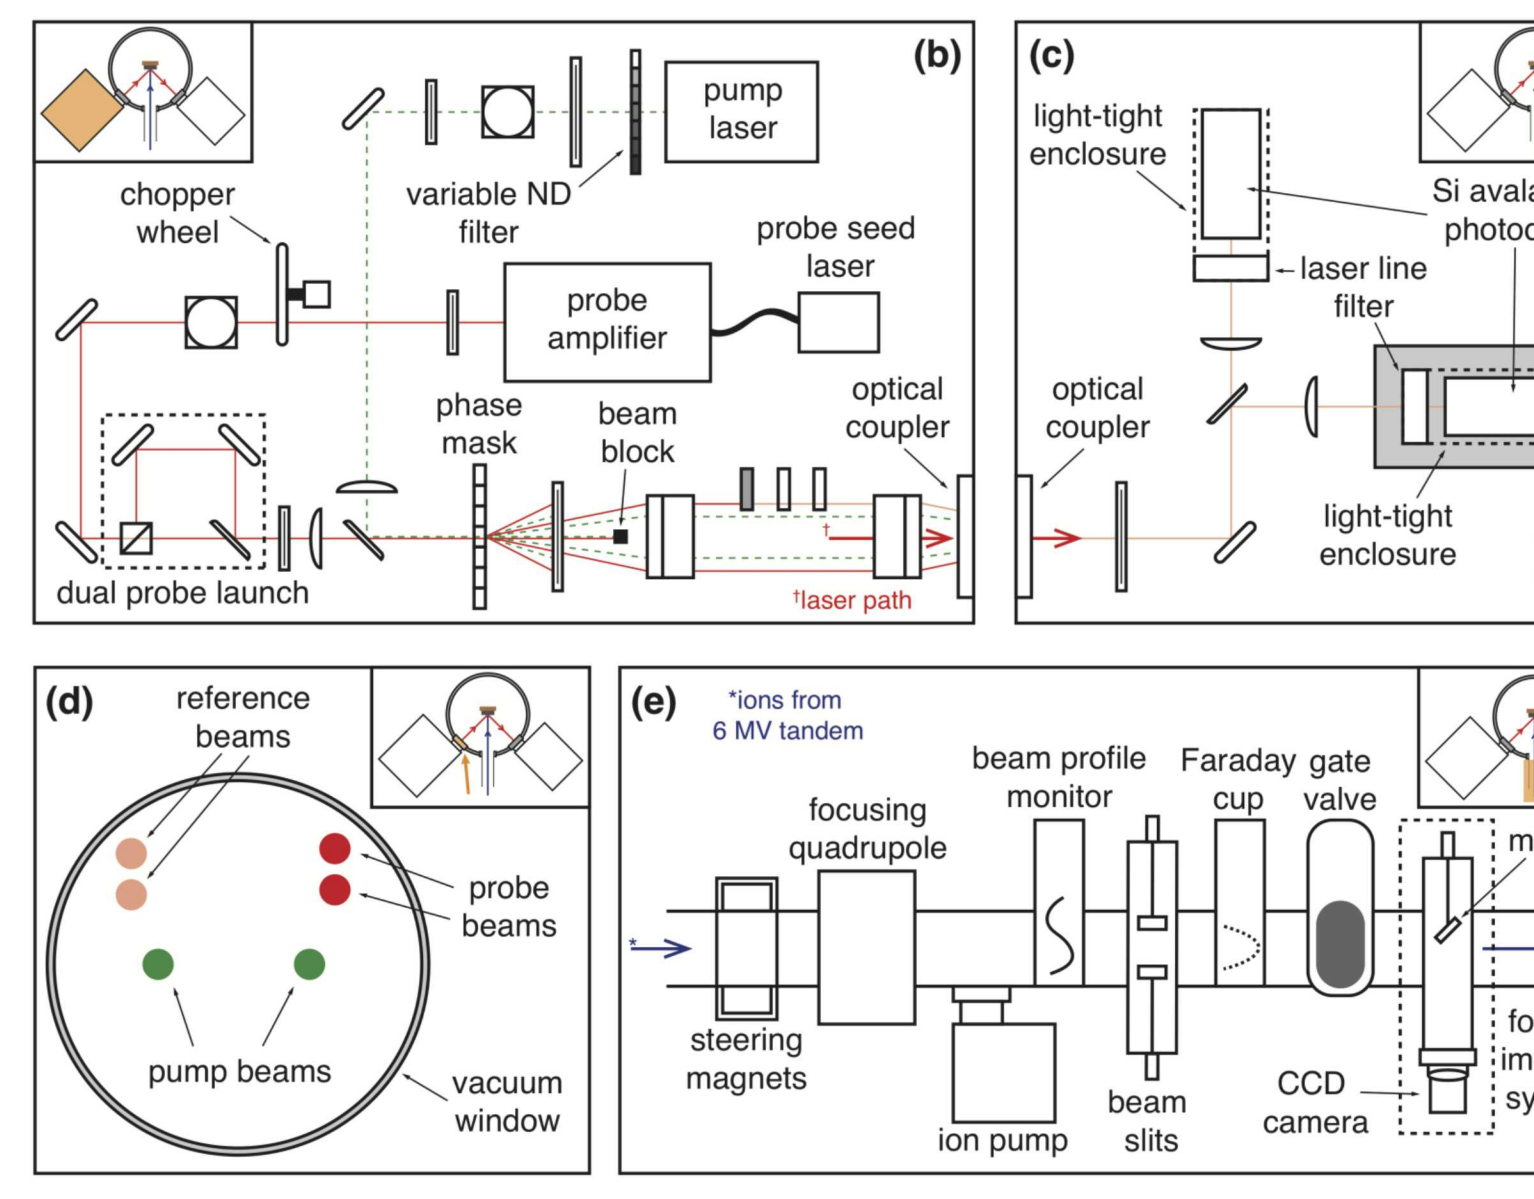 (b)
pump
laser
chopper
wheel
variable ND
filter
probe seed
laser
probe
amplifier
phase
mask
beam
block
optical
coupler
dual probe launch
†
†laser path
(c)
light-tight
enclosure
Si
laser line
filter
optical
coupler
light-tight
enclosure
(d)
reference
beams
probe
beams
pump beams
vacuum
window
(e)
*ions from
6 MV tandem
beam profile
monitor
Faraday
cup
gate
valve
focusing
quadrupole
*
steering
magnets
ion pump
beam
slits
CCD
camera